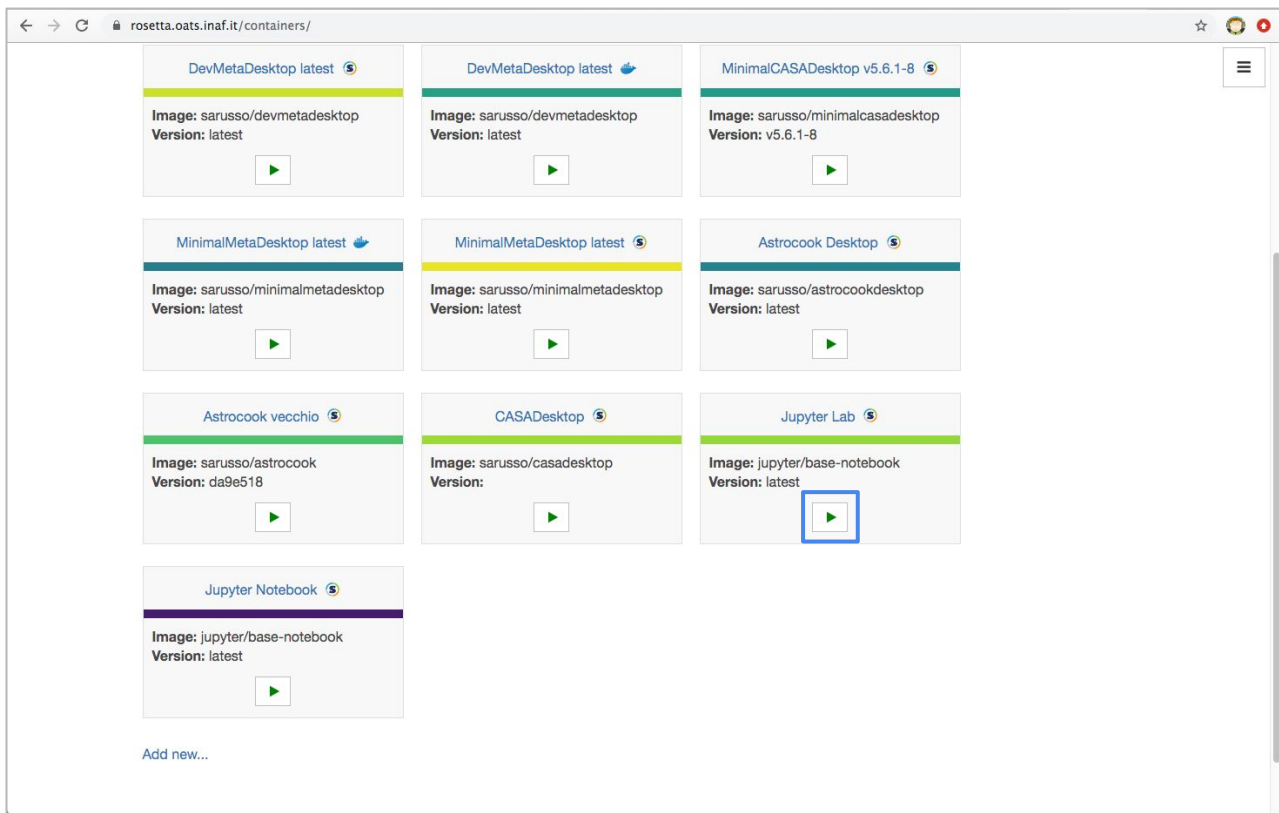 rosetta.oats.inaf.it/containers/
DevMetaDesktop latest
DevMetaDesktop latest
MinimalCASADesktop v5.6.1-8
Image: sarusso/devmetadesktop
Version: latest
Image: sarusso/devmetadesktop
Version: latest
Image: sarusso/minimalcasadesktop
Version: v5.6.1-8
MinimalMetaDesktop latest
MinimalMetaDesktop latest
Astrocook Desktop
Image: sarusso/minimalmetadesktop
Version: latest
Image: sarusso/minimalmetadesktop
Version: latest
Image: sarusso/astrocookdesktop
Version: latest
Astrocook vecchio
CASADesktop
Jupyter Lab
Image: sarusso/astrocook
Version: da9e518
Image: sarusso/casadesktop
Version:
Image: jupyter/base-notebook
Version: latest
Jupyter Notebook
Image: jupyter/base-notebook
Version: latest
Add new...